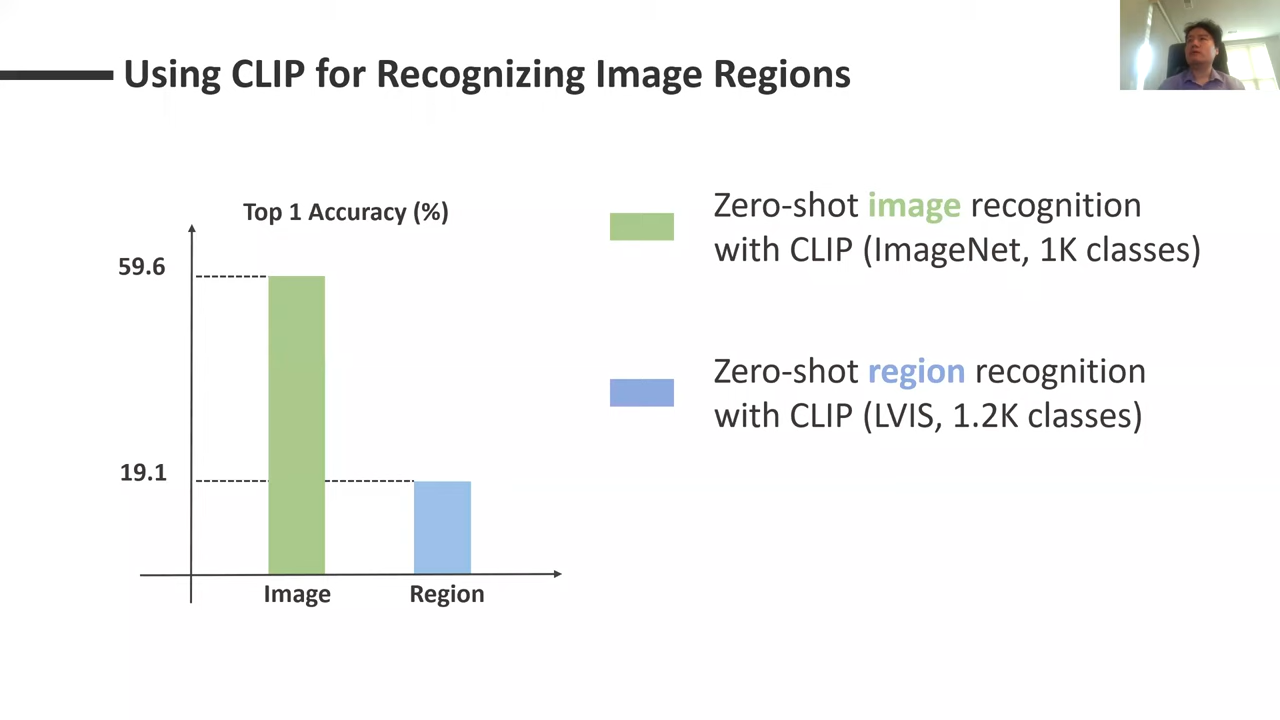 Using CLIP for Recognizing Image Regions
Top 1 Accuracy (%)
59.6
19.1
Image
Region
Zero-shot image recognition
with CLIP (ImageNet, 1K classes)
Zero-shot region recognition
with CLIP (LVIS, 1.2K classes)